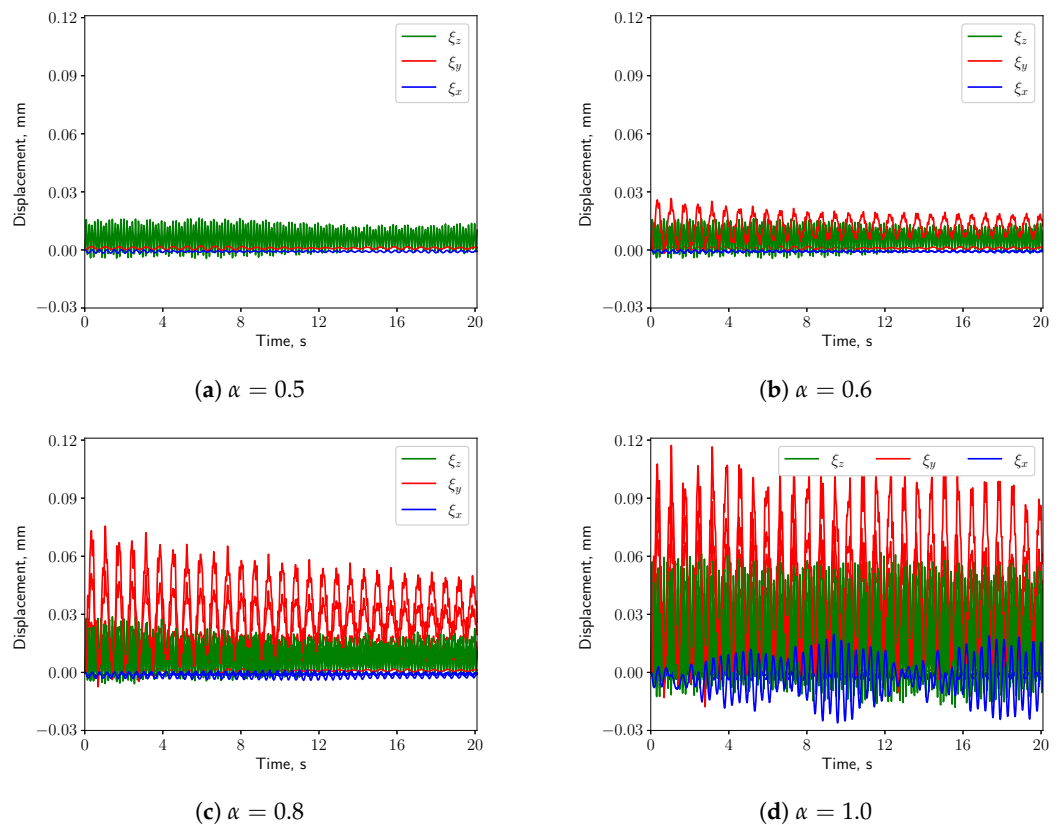 0.12
0.09
0.06
0.03
0.00
−0.03
Displacement, mm
ξz
ξy
ξx
0 4 8 12 16 20
Time, s
(a) α = 0.5
0.12
0.09
0.06
0.03
0.00
−0.03
Displacement, mm
ξz
ξy
ξx
0 4 8 12 16 20
Time, s
(b) α = 0.6
0.12
0.09
0.06
0.03
0.00
−0.03
Displacement, mm
ξz
ξy
ξx
0 4 8 12 16 20
Time, s
(c) α = 0.8
0.12
0.09
0.06
0.03
0.00
−0.03
Displacement, mm
ξz ξy ξx
0 4 8 12 16 20
Time, s
(d) α = 1.0